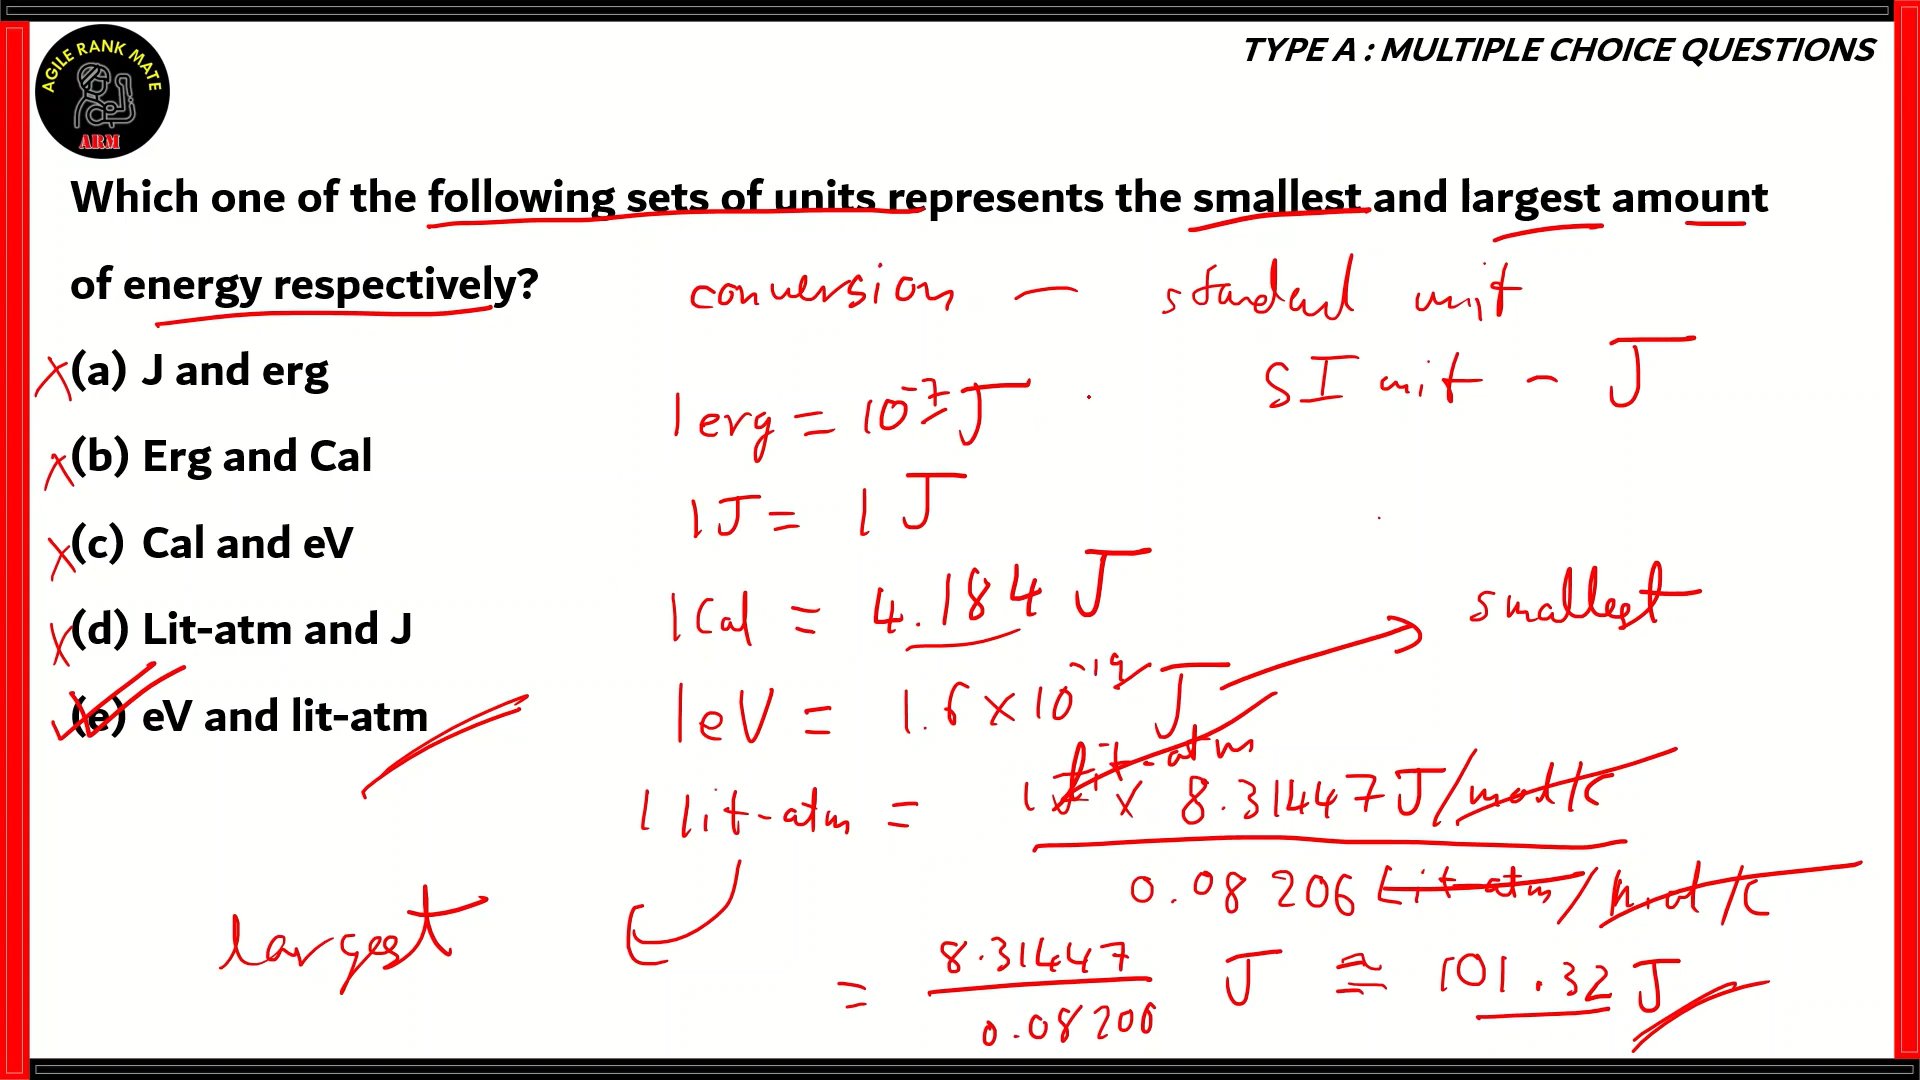 AGILE RANK MATE
ARM
TYPE A : MULTIPLE CHOICE QUESTIONS
Which one of the following sets of units represents the smallest and largest amount
of energy respectively?
conversion — standard unit
SI unit - J
(a) J and erg
(b) Erg and Cal
(c) Cal and eV
(d) Lit-atm and J
(e) eV and lit-atm
1 erg = 10⁻⁷ J
1 J = 1 J
1 Cal = 4.184 J
1 eV = 1.6 × 10⁻¹⁹ J
smallest
1 lit-atm = 1 lit-atm × 8.31447 J/mol/K
0.08206 Lit-atm/mol/K
largest
= 8.31447 J ≅ 101.32 J
0.08206